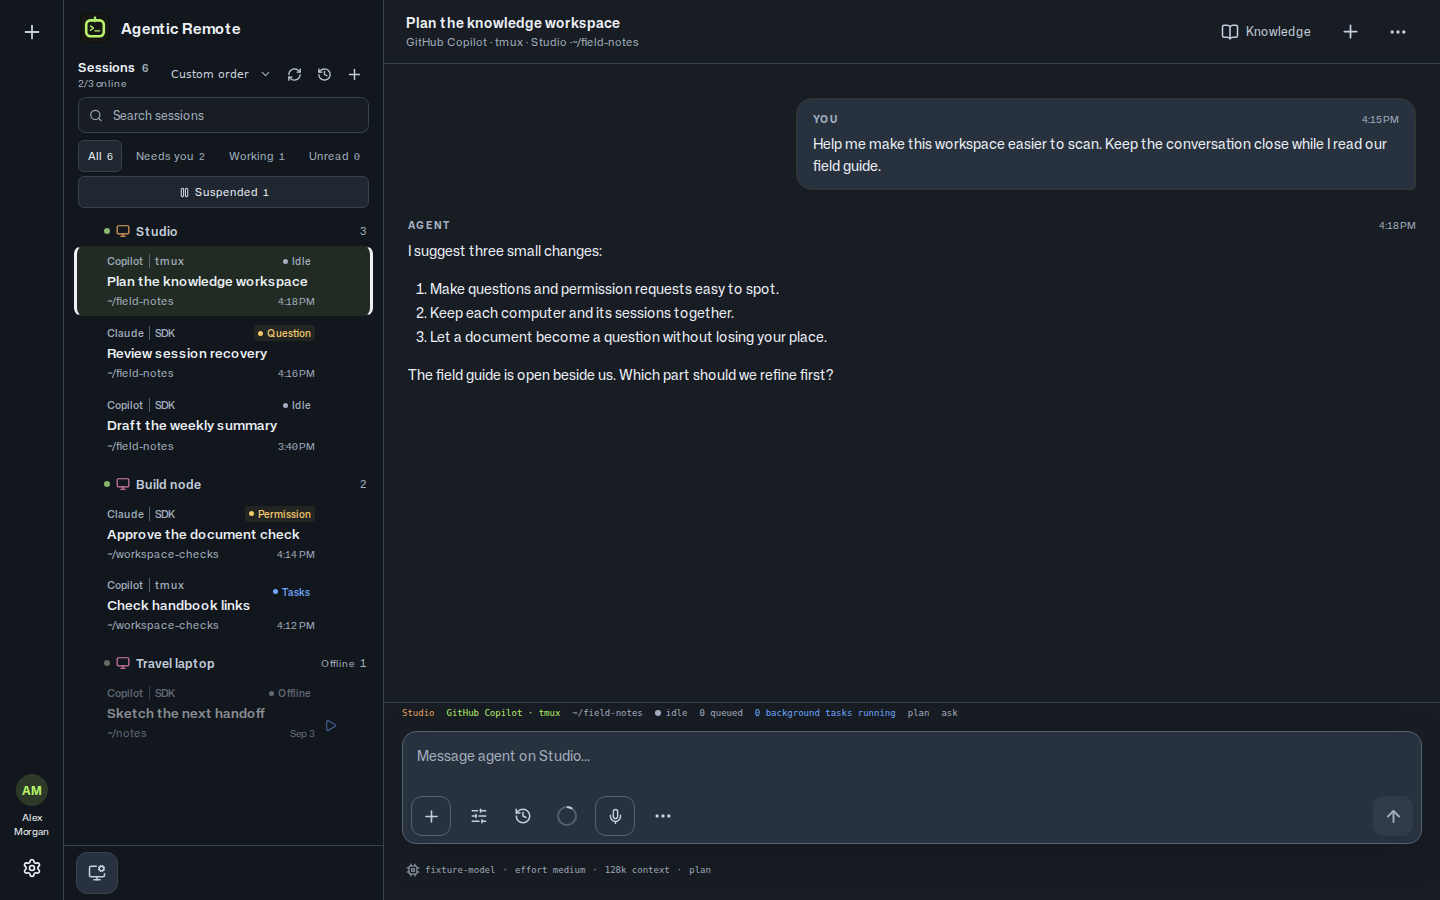 Agentic Remote
Sessions 6
2/3 online
Custom order
Search sessions
All 6
Needs you 2
Working 1
Unread 0
Suspended 1
Studio 3
Copilot | tmux
Idle
Plan the knowledge workspace
~/field-notes
4:18 PM
Claude | SDK
Question
Review session recovery
~/field-notes
4:16 PM
Copilot | SDK
Idle
Draft the weekly summary
~/field-notes
3:40 PM
Build node 2
Claude | SDK
Permission
Approve the document check
~/workspace-checks
4:14 PM
Copilot | tmux
Tasks
Check handbook links
~/workspace-checks
4:12 PM
Travel laptop
Offline 1
Copilot | SDK
Offline
Sketch the next handoff
~/notes
Sep 3
AM
Alex
Morgan
Plan the knowledge workspace
GitHub Copilot · tmux · Studio · ~/field-notes
Knowledge
YOU
4:15 PM
Help me make this workspace easier to scan. Keep the conversation close while I read our
field guide.
AGENT
4:18 PM
I suggest three small changes:
1. Make questions and permission requests easy to spot.
2. Keep each computer and its sessions together.
3. Let a document become a question without losing your place.
The field guide is open beside us. Which part should we refine first?
Studio GitHub Copilot · tmux ~/field-notes idle 0 queued 0 background tasks running plan ask
Message agent on Studio...
fixture-model · effort medium · 128k context · plan